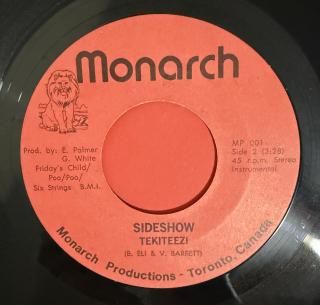 Monarch
Prod. by: E. Palmer
G. White
Friday's Child/
Poo/Poo/
Six Strings B.M.I.
MP 001
Side 2 (3:28)
45 r.p.m. Stereo
Instrumental
SIDESHOW
TEKITEEZI
(B. ELI & V. BARRETT)
Monarch Productions - Toronto, Canada